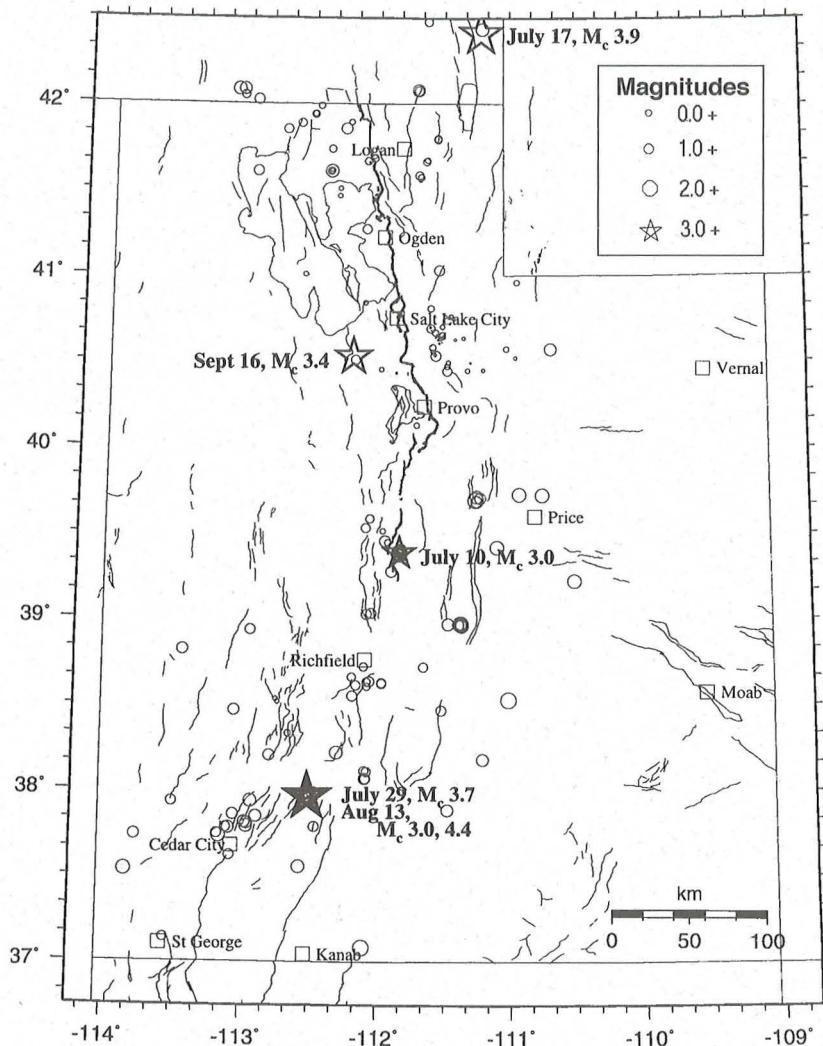 July 17, Mc 3.9
Magnitudes
0.0 +
1.0 +
2.0 +
3.0 +
42°
Logan
Ogden
41°
Salt Lake City
Sept 16, Mc 3.4
Vernal
Provo
40°
Price
July 10, Mc 3.0
39°
Richfield
Moab
38°
July 29, Mc 3.7
Aug 13,
Mc 3.0, 4.4
Cedar City
km
0 50 100
St George
37°
Kanab
-114° -113° -112° -111° -110° -109°